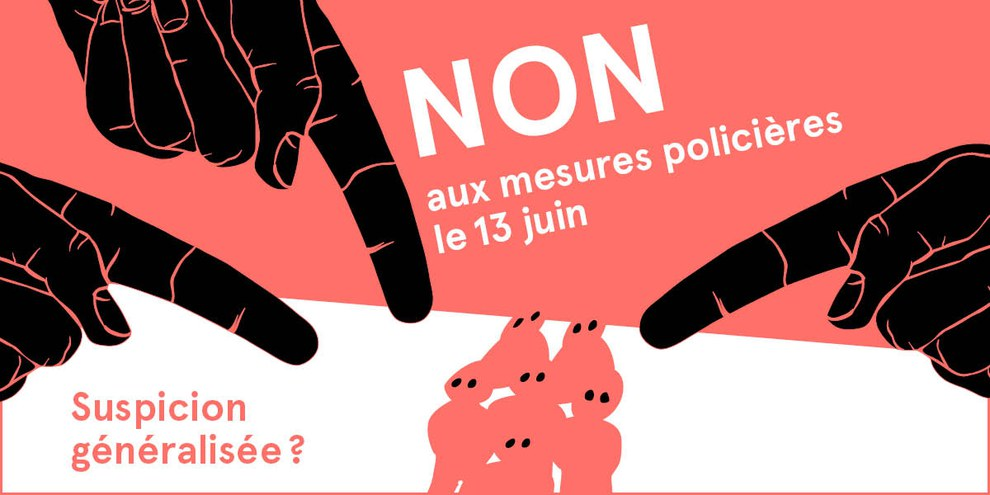 NON
aux mesures policières
le 13 juin
Suspicion
généralisée ?